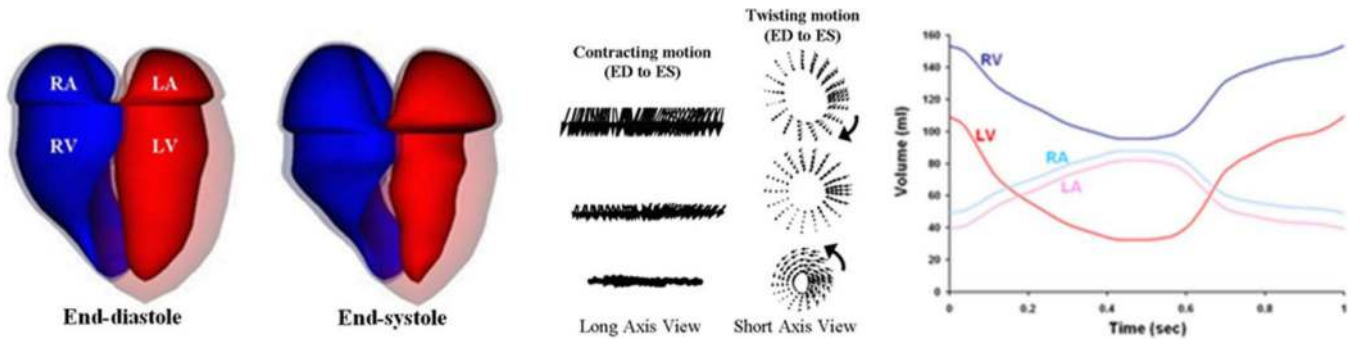 RA
LA
RV
LV
End-diastole
End-systole
Contracting motion
(ED to ES)
Long Axis View
Twisting motion
(ED to ES)
Short Axis View
Volume (ml)
160
140
120
100
80
60
40
20
0
RV
LV
RA
LA
0 0.2 0.4 0.6 0.8 1
Time (sec)